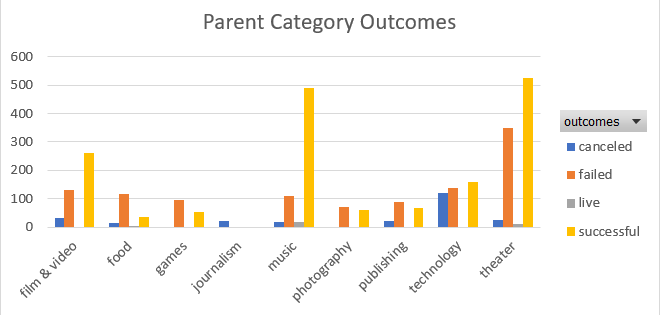 Parent Category Outcomes
600
500
400
300
200
100
0
film & video
food
games
journalism
music
photography
publishing
technology
theater
outcomes
canceled
failed
live
successful